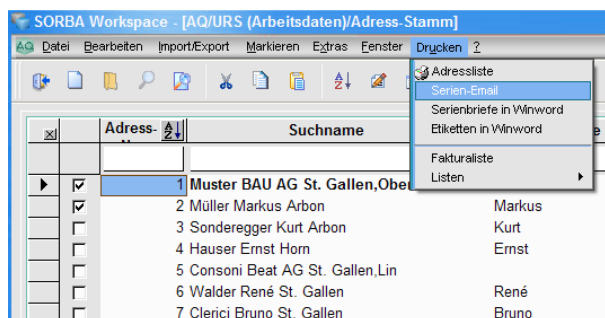 SORBA Workspace - [AQ/URS (Arbeitsdaten)/Adress-Stamm]
AQ Datei Bearbeiten Import/Export Markieren Extras Fenster Drucken ?
Adressliste
Serien-Email
Serienbriefe in Winword
Etiketten in Winword
Fakturaliste
Listen
Adress- Suchname
1 Muster BAU AG St. Gallen,Ober
2 Müller Markus Arbon Markus
3 Sonderegger Kurt Arbon Kurt
4 Hauser Ernst Horn Ernst
5 Consoni Beat AG St. Gallen,Lin
6 Walder René St. Gallen René
7 Clerici Bruno St. Gallen Bruno